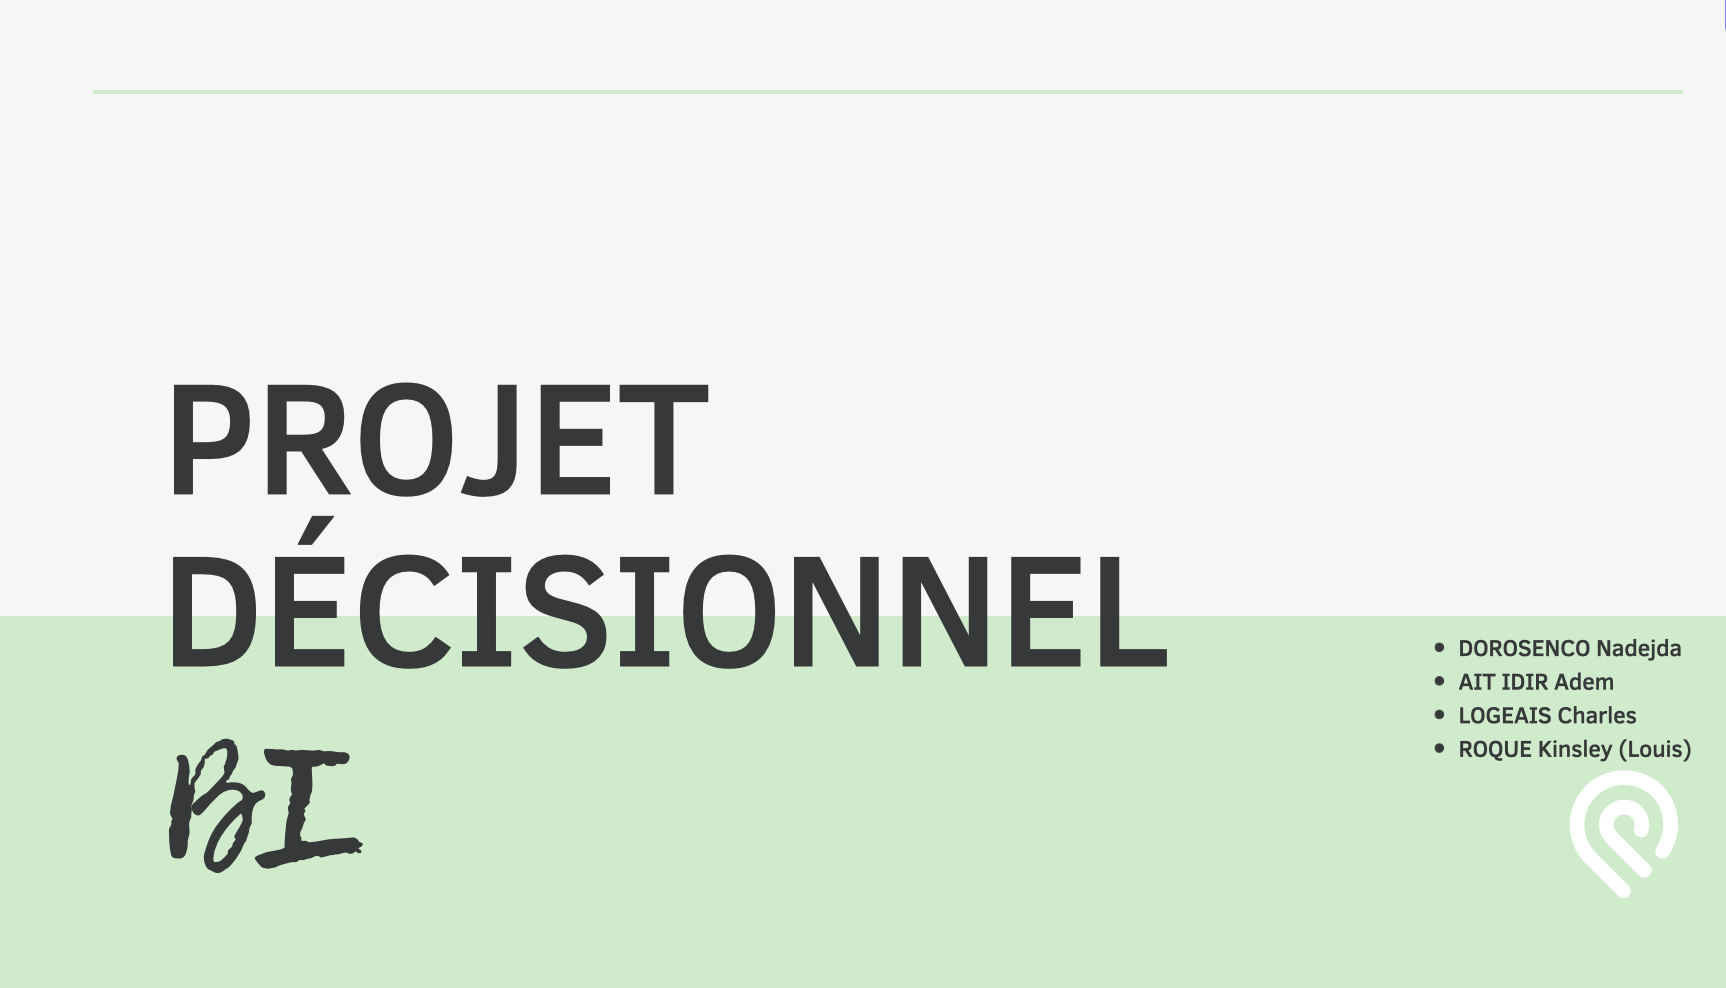 PROJET
DÉCISIONNEL
BI
• DOROSENCO Nadejda
• AIT IDIR Adem
• LOGEAIS Charles
• ROQUE Kinsley (Louis)